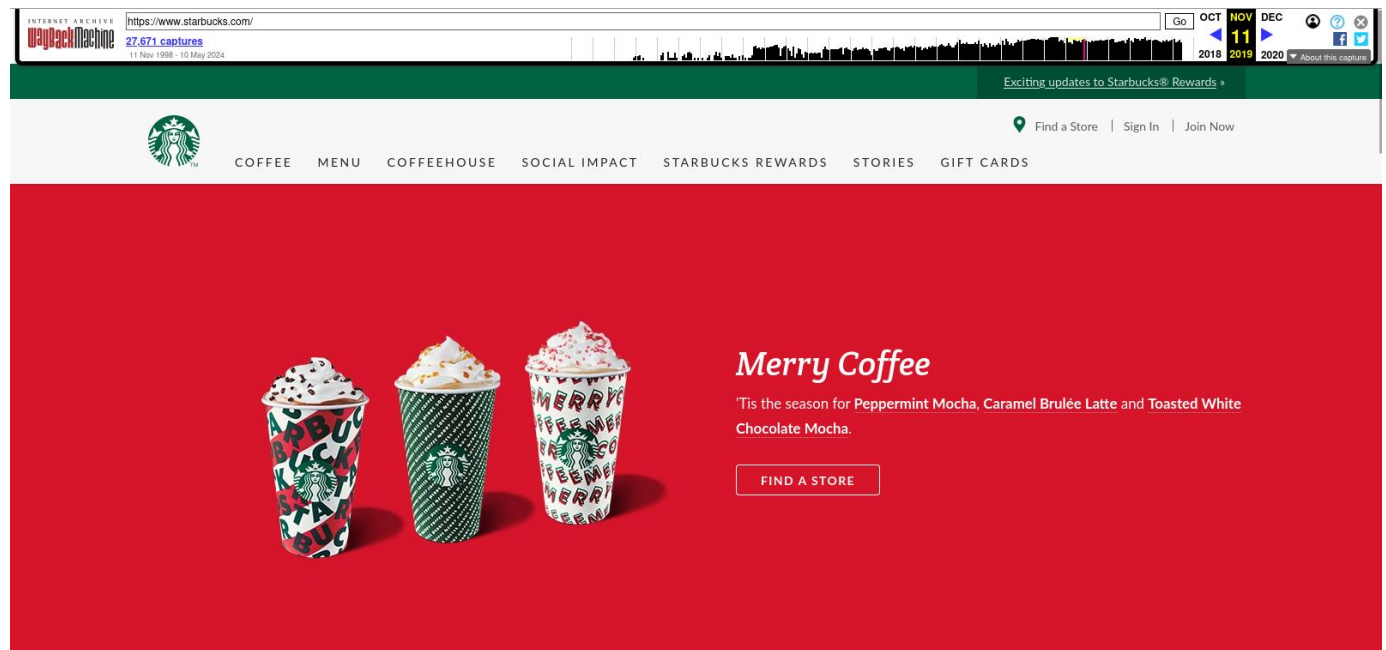 INTERNET ARCHIVE
WayBackMachine
https://www.starbucks.com/
Go
OCT NOV DEC
27,671 captures
11
11 Nov 1998 - 10 May 2024
2018 2019 2020
About this capture
Exciting updates to Starbucks® Rewards »
Find a Store | Sign In | Join Now
TM
COFFEE MENU COFFEEHOUSE SOCIAL IMPACT STARBUCKS REWARDS STORIES GIFT CARDS
Merry Coffee
'Tis the season for Peppermint Mocha, Caramel Brulée Latte and Toasted White
Chocolate Mocha.
FIND A STORE